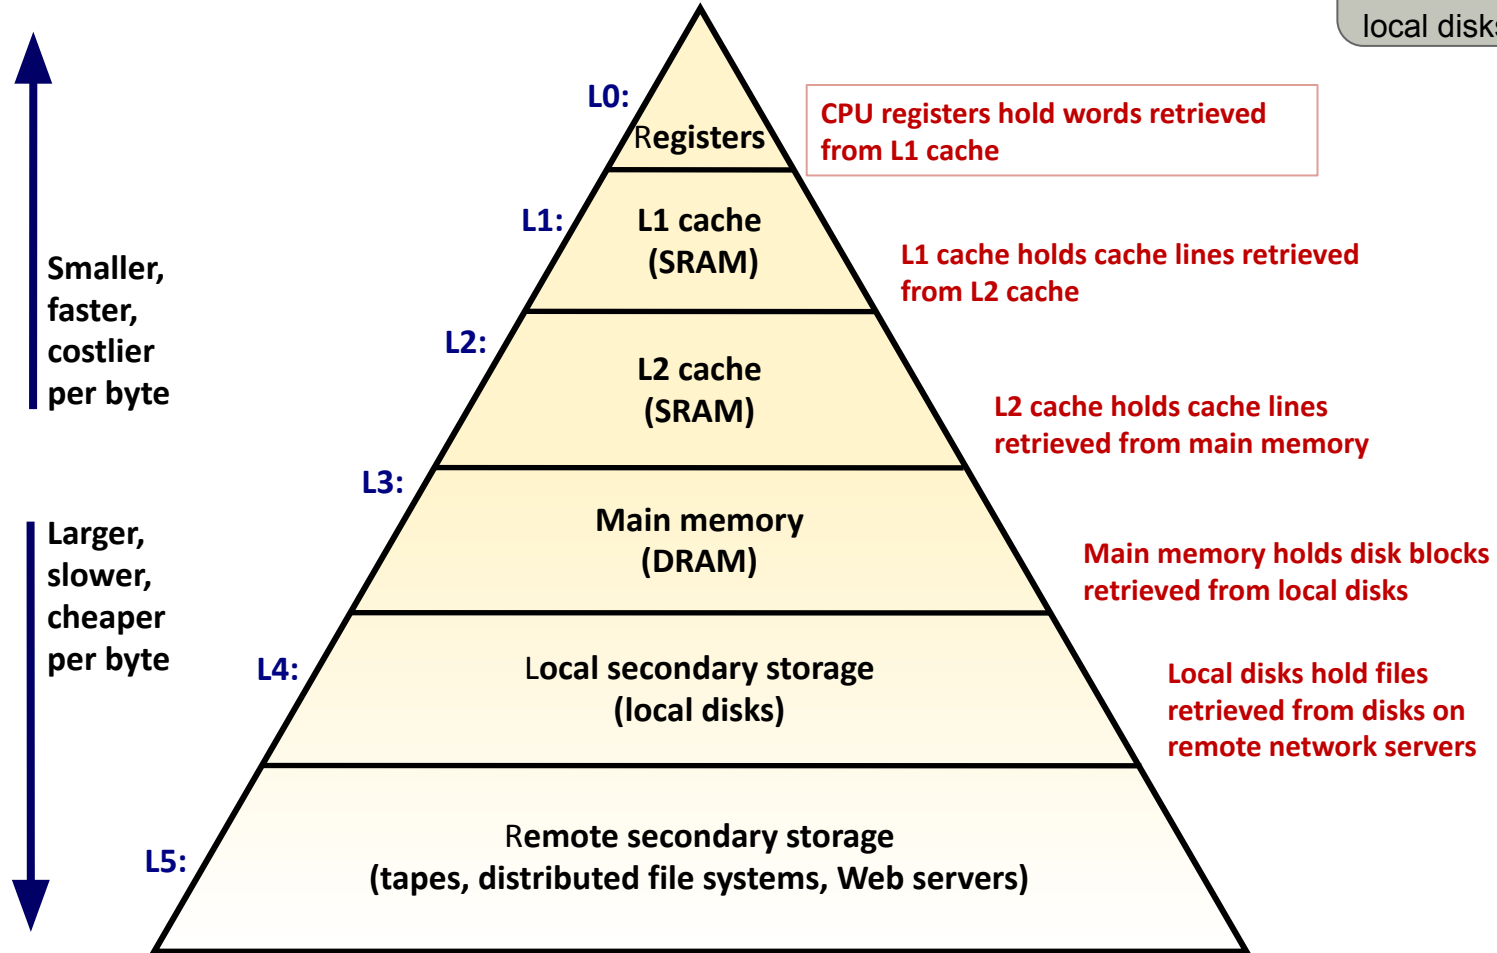 local disks
L0:
Registers
CPU registers hold words retrieved
from L1 cache
L1:
L1 cache
(SRAM)
L1 cache holds cache lines retrieved
from L2 cache
Smaller,
faster,
costlier
per byte
L2:
L2 cache
(SRAM)
L2 cache holds cache lines
retrieved from main memory
L3:
Main memory
(DRAM)
Main memory holds disk blocks
retrieved from local disks
Larger,
slower,
cheaper
per byte
L4:
Local secondary storage
(local disks)
Local disks hold files
retrieved from disks on
remote network servers
L5:
Remote secondary storage
(tapes, distributed file systems, Web servers)